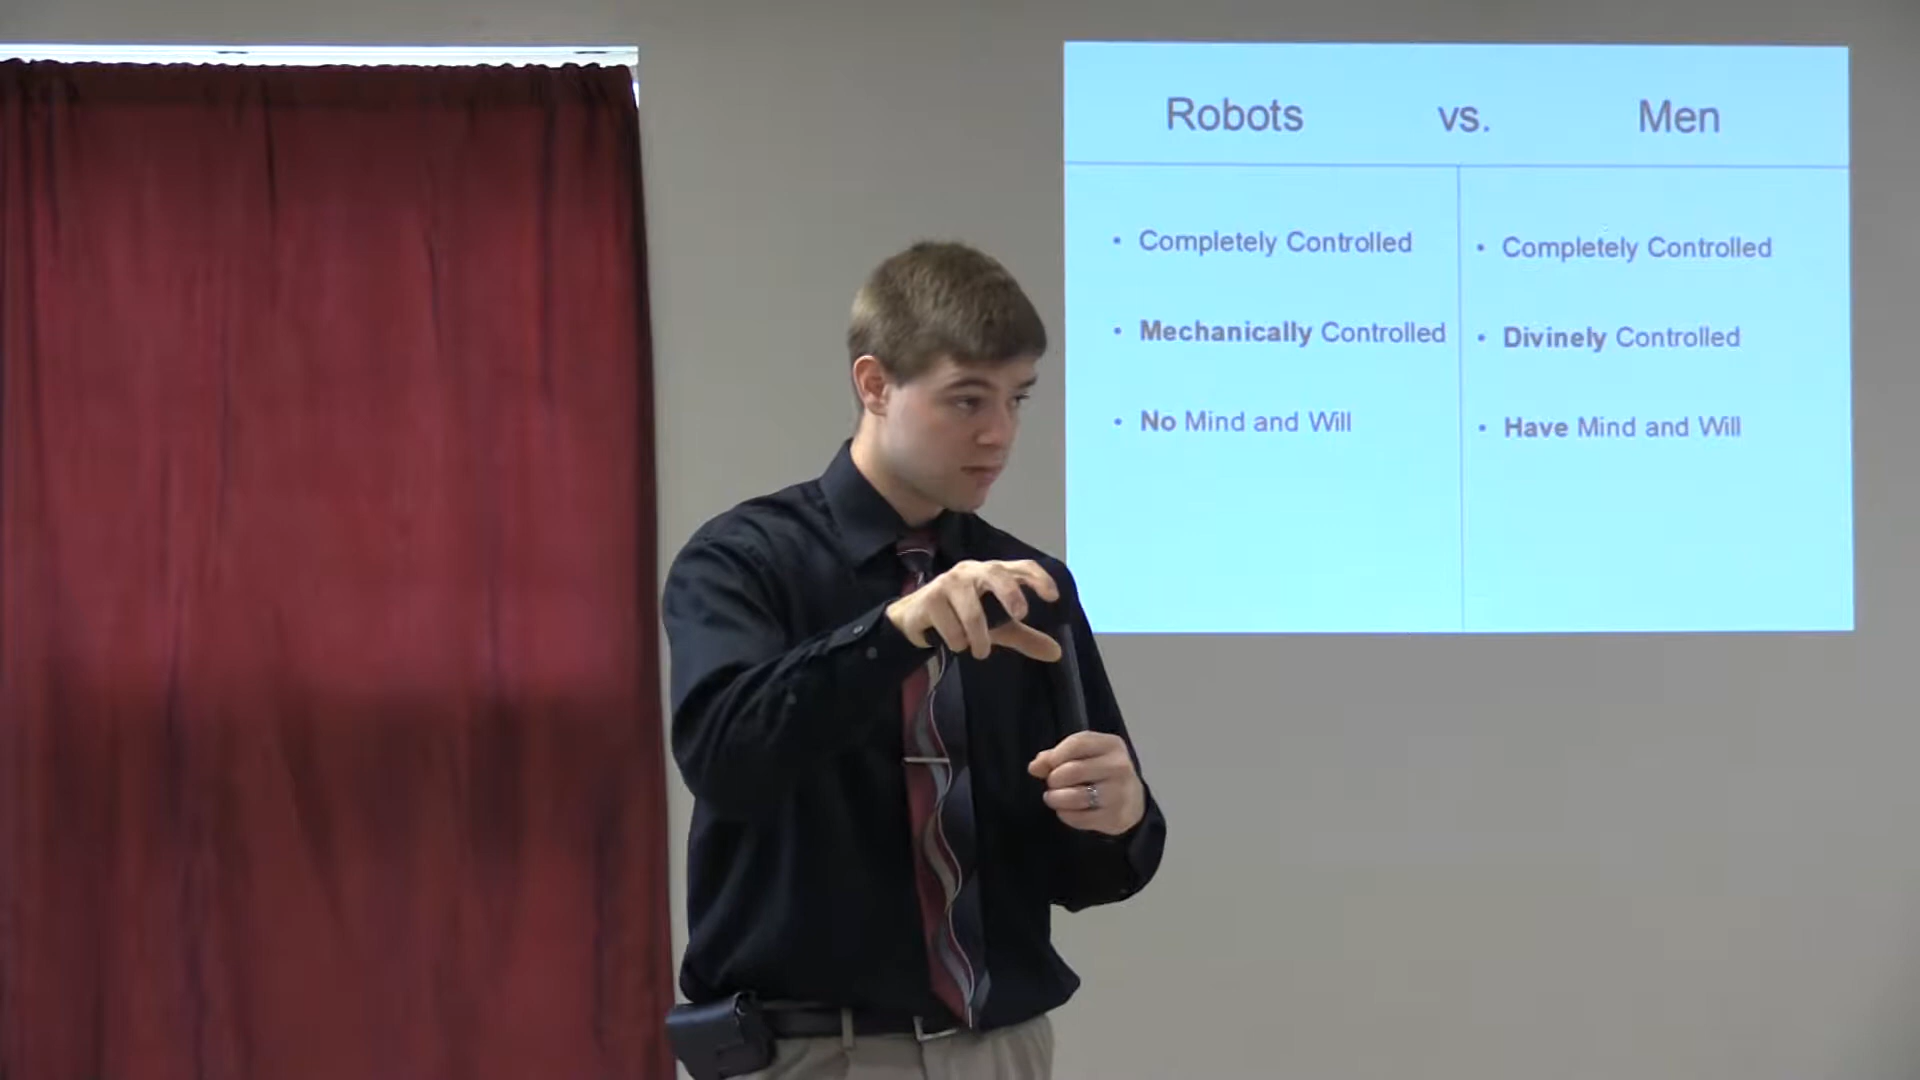 Robots vs. Men
• Completely Controlled
• Mechanically Controlled
• No Mind and Will
• Completely Controlled
• Divinely Controlled
• Have Mind and Will